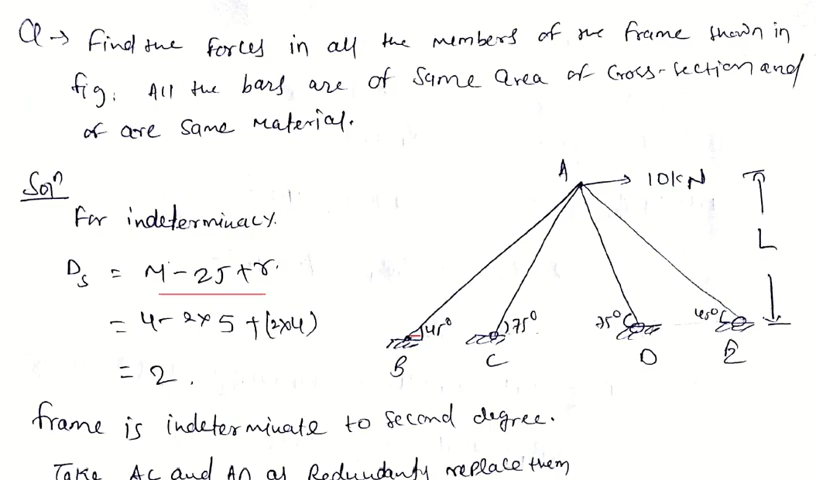 Q → Find the forces in all the members of the frame shown in
fig. All the bars are of same area of cross-section and
of are same material.
Solⁿ
For indeterminacy.
Ds = M - 2J + r.
= 4 - 2×5 + (2×4)
= 2.
A
10kN
L
45°
75°
75°
45°
B
C
D
E
frame is indeterminate to second degree.
Take AC and AD as Redundants replace them